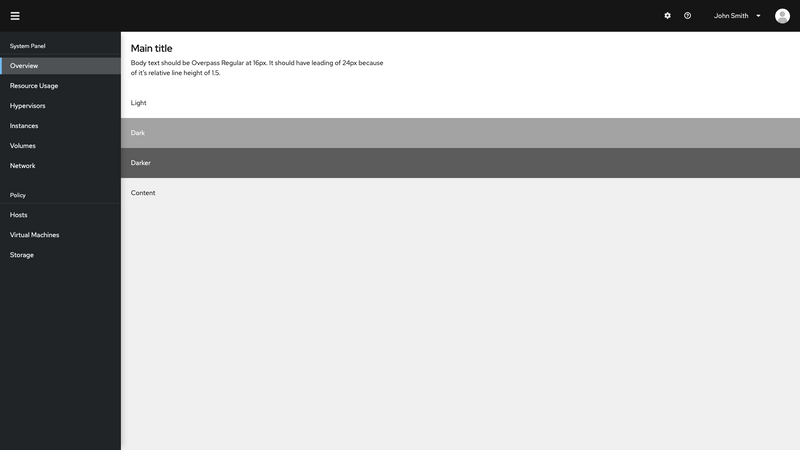 John Smith
System Panel
Overview
Resource Usage
Hypervisors
Instances
Volumes
Network
Policy
Hosts
Virtual Machines
Storage
Main title
Body text should be Overpass Regular at 16px. It should have leading of 24px because
of it's relative line height of 1.5.
Light
Dark
Darker
Content